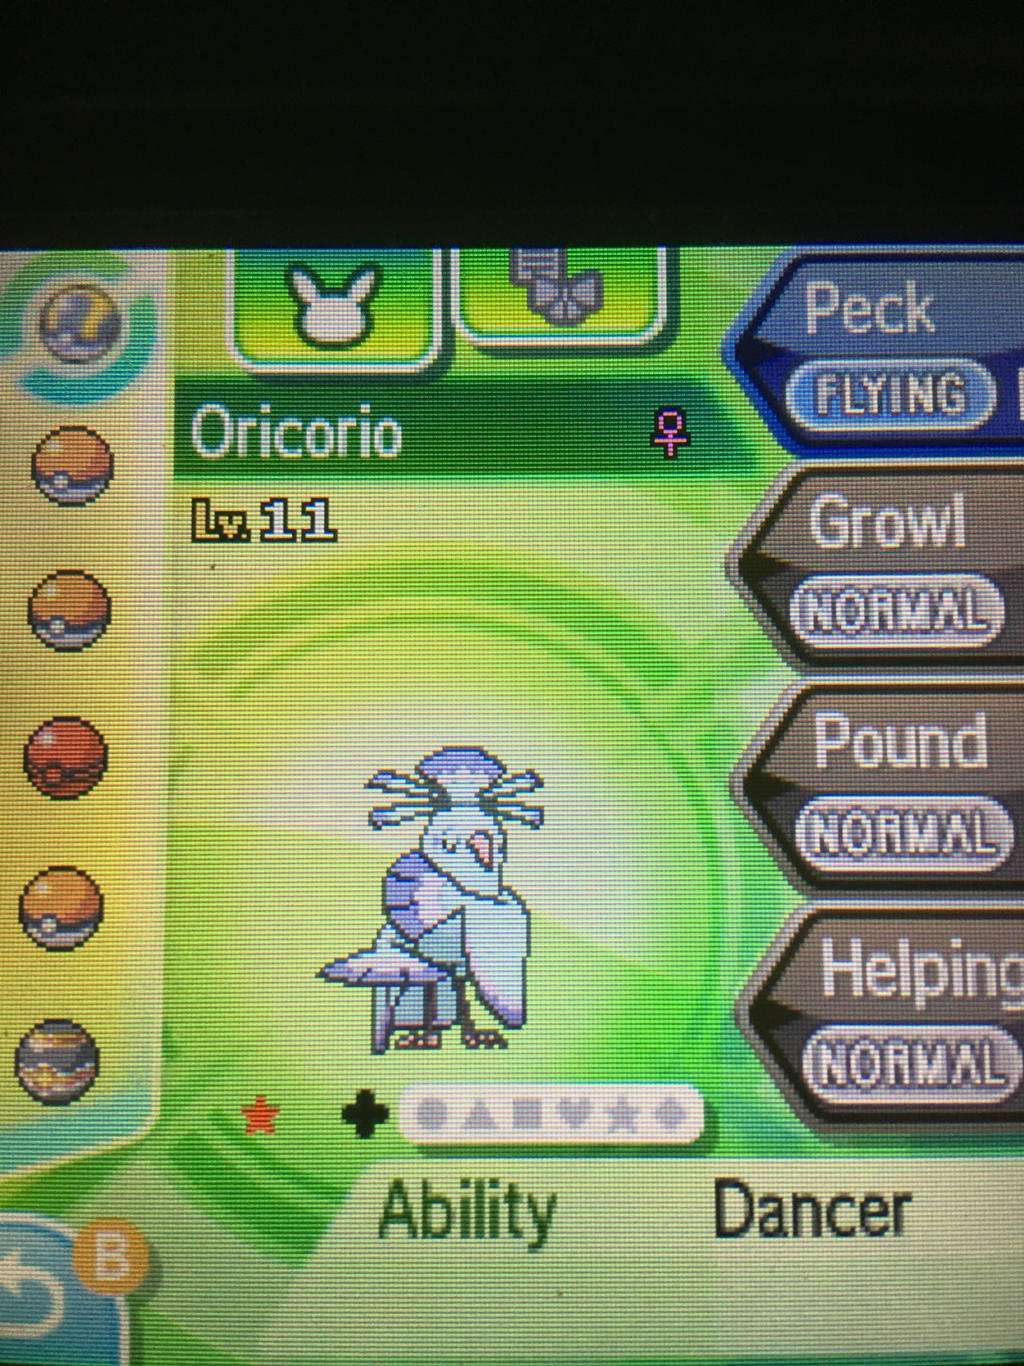 Peck
FLYING
Oricorio ♀
Lv. 11
Growl
NORMAL
Pound
NORMAL
Helping
NORMAL
Ability Dancer
B